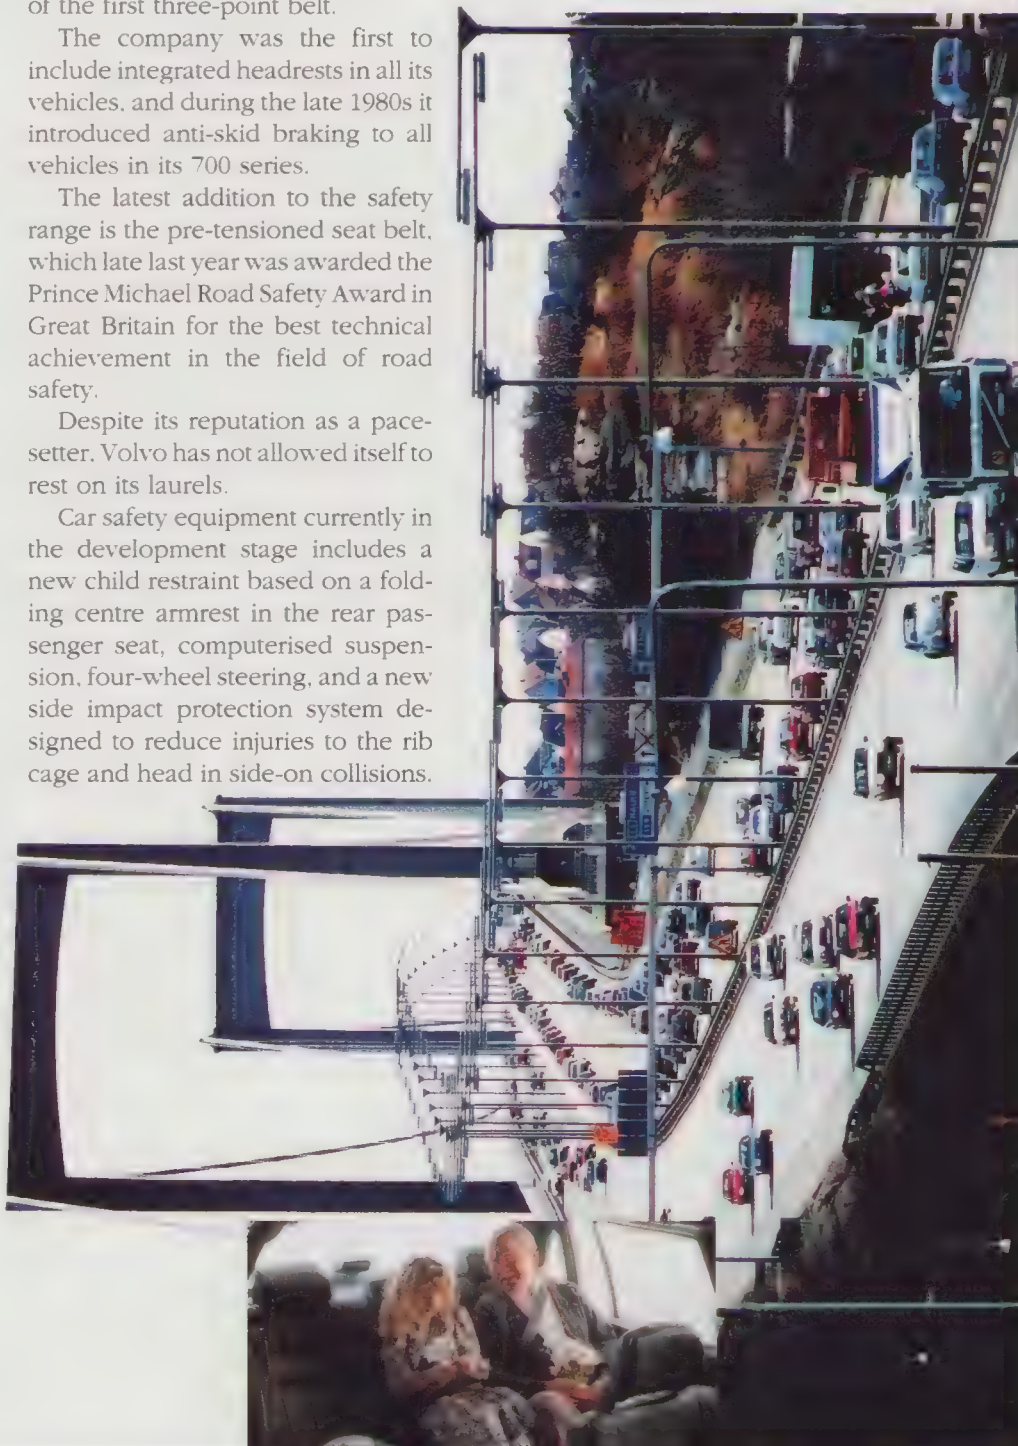 of the first three-point belt.
The company was the first to
include integrated headrests in all its
vehicles, and during the late 1980s it
introduced anti-skid braking to all
vehicles in its 700 series.
The latest addition to the safety
range is the pre-tensioned seat belt,
which late last year was awarded the
Prince Michael Road Safety Award in
Great Britain for the best technical
achievement in the field of road
safety.
Despite its reputation as a pace-
setter, Volvo has not allowed itself to
rest on its laurels.
Car safety equipment currently in
the development stage includes a
new child restraint based on a fold-
ing centre armrest in the rear pas-
senger seat, computerised suspen-
sion, four-wheel steering, and a new
side impact protection system de-
signed to reduce injuries to the rib
cage and head in side-on collisions.